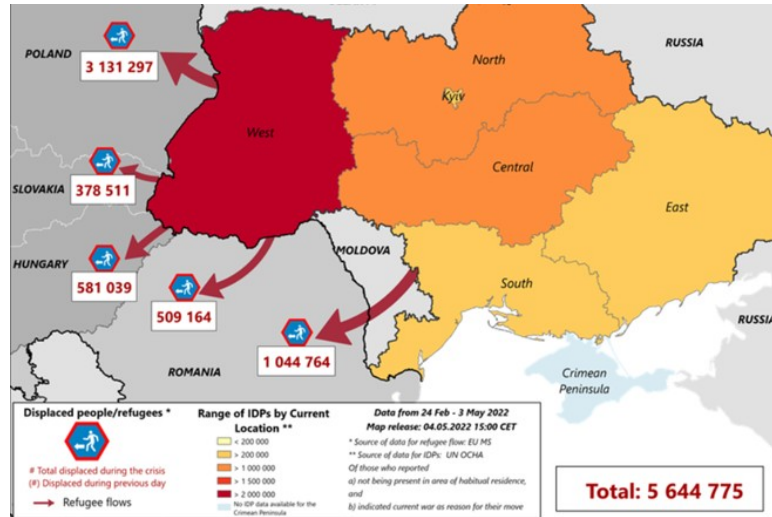 RUSSIA
POLAND
3 131 297
North
Kyiv
West
Central
SLOVAKIA
378 511
East
MOLDOVA
HUNGARY
581 039
South
509 164
RUSSIA
1 044 764
ROMANIA
Crimean
Peninsula
Displaced people/refugees *
# Total displaced during the crisis
(#) Displaced during previous day
Refugee flows
Range of IDPs by Current
Location **
< 200 000
> 200 000
> 1 000 000
> 1 500 000
> 2 000 000
No IDP data available for the
Crimean Peninsula
Data from 24 Feb - 3 May 2022
Map release: 04.05.2022 15:00 CET
* Source of data for refugee flow: EU MS
** Source of data for IDPs: UN OCHA
Of those who reported
a) not being present in area of habitual residence,
and
b) indicated current war as reason for their move
Total: 5 644 775